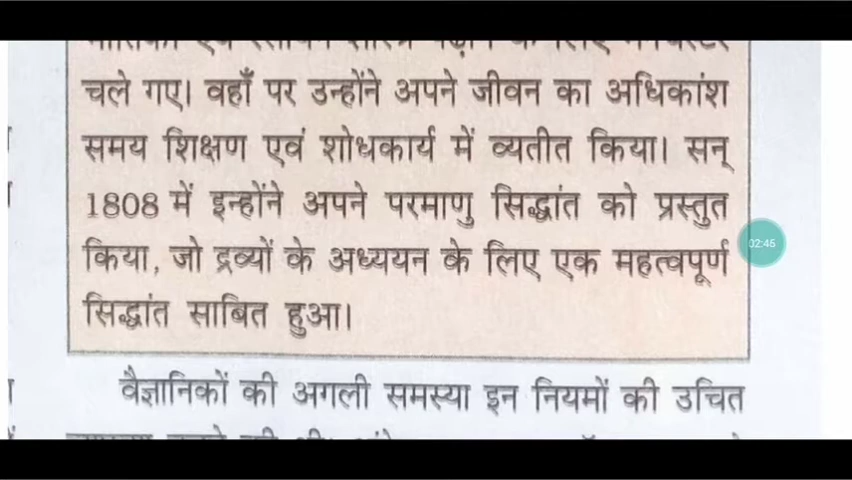 चले गए। वहाँ पर उन्होंने अपने जीवन का अधिकांश
समय शिक्षण एवं शोधकार्य में व्यतीत किया। सन्
1808 में इन्होंने अपने परमाणु सिद्धांत को प्रस्तुत
02:45
किया, जो द्रव्यों के अध्ययन के लिए एक महत्वपूर्ण
सिद्धांत साबित हुआ।
वैज्ञानिकों की अगली समस्या इन नियमों की उचित